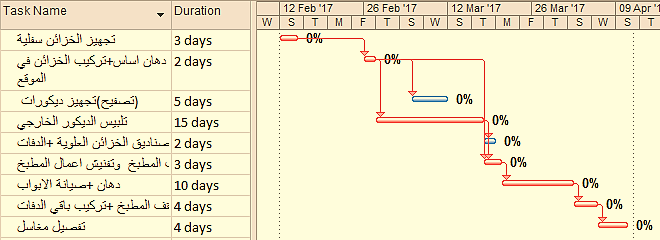 Task Name Duration 12 Feb '17 26 Feb '17 12 Mar '17 26 Mar '17 09 Apr '17
W S T M F T S W S T M F T S W S T
تجهيز الخزائن سفلية 3 days 0%
دهان اساس+تركيب الخزائن في 2 days 0%
الموقع
(تصفيح)تجهيز ديكورات 5 days 0%
تلبيس الديكور الخارجي 15 days 0%
صناديق الخزائن العلوية +الدفات 2 days 0%
المطبخ وتفنيش اعمال المطبخ 3 days 0%
دهان +صيانة الابواب 10 days 0%
المطبخ +تركيب باقي الدفات 4 days 0%
تفصيل مغاسل 4 days 0%